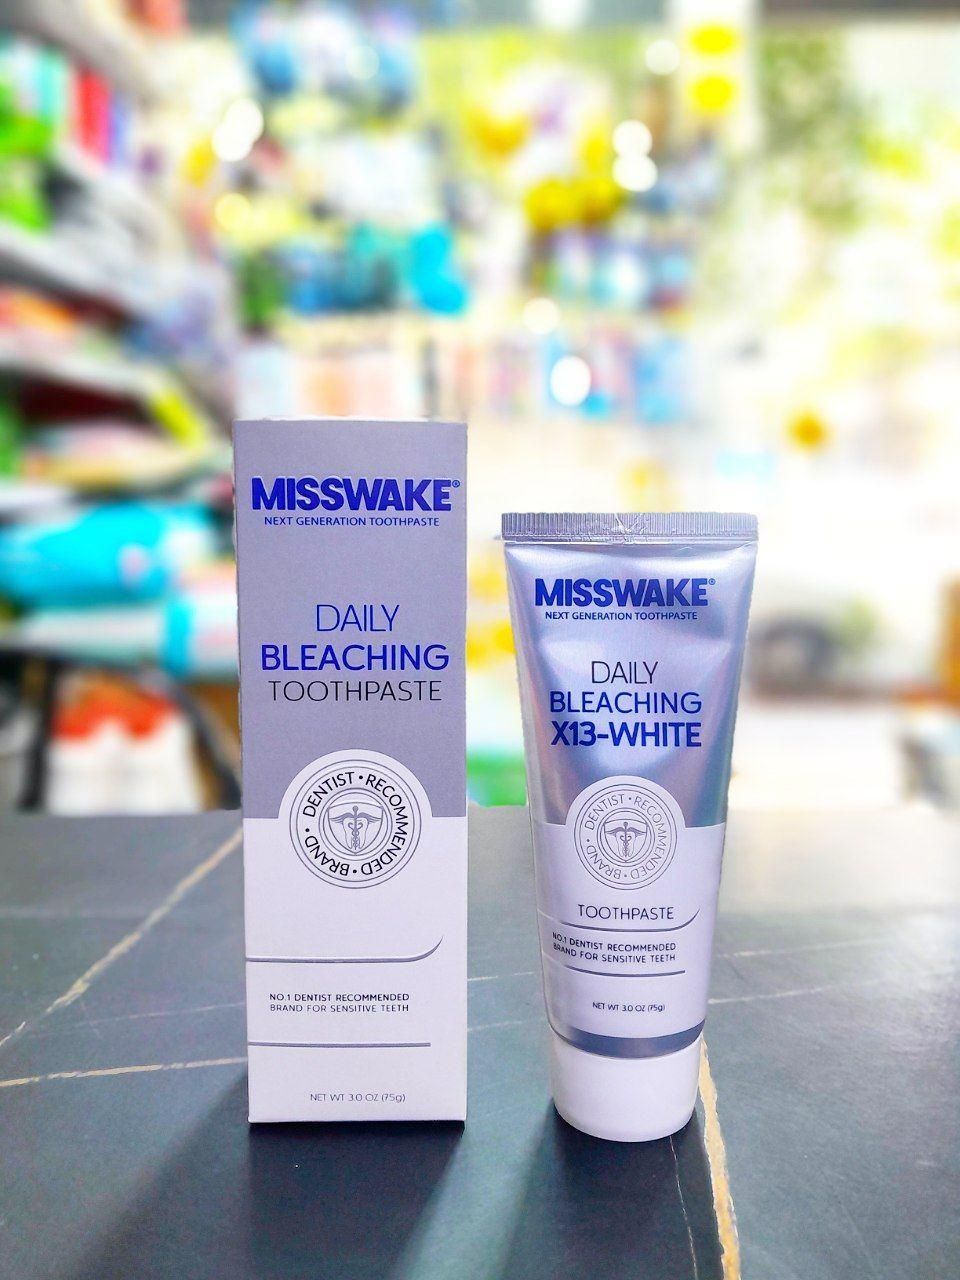 MISSWAKE®
NEXT GENERATION TOOTHPASTE
DAILY
BLEACHING
TOOTHPASTE
DENTIST • RECOMMENDED • BRAND •
NO.1 DENTIST RECOMMENDED
BRAND FOR SENSITIVE TEETH
NET WT 3.0 OZ (75g)
MISSWAKE®
NEXT GENERATION TOOTHPASTE
DAILY
BLEACHING
X13-WHITE
DENTIST • RECOMMENDED • BRAND •
TOOTHPASTE
NO.1 DENTIST RECOMMENDED
BRAND FOR SENSITIVE TEETH
NET WT 3.0 OZ (75g)